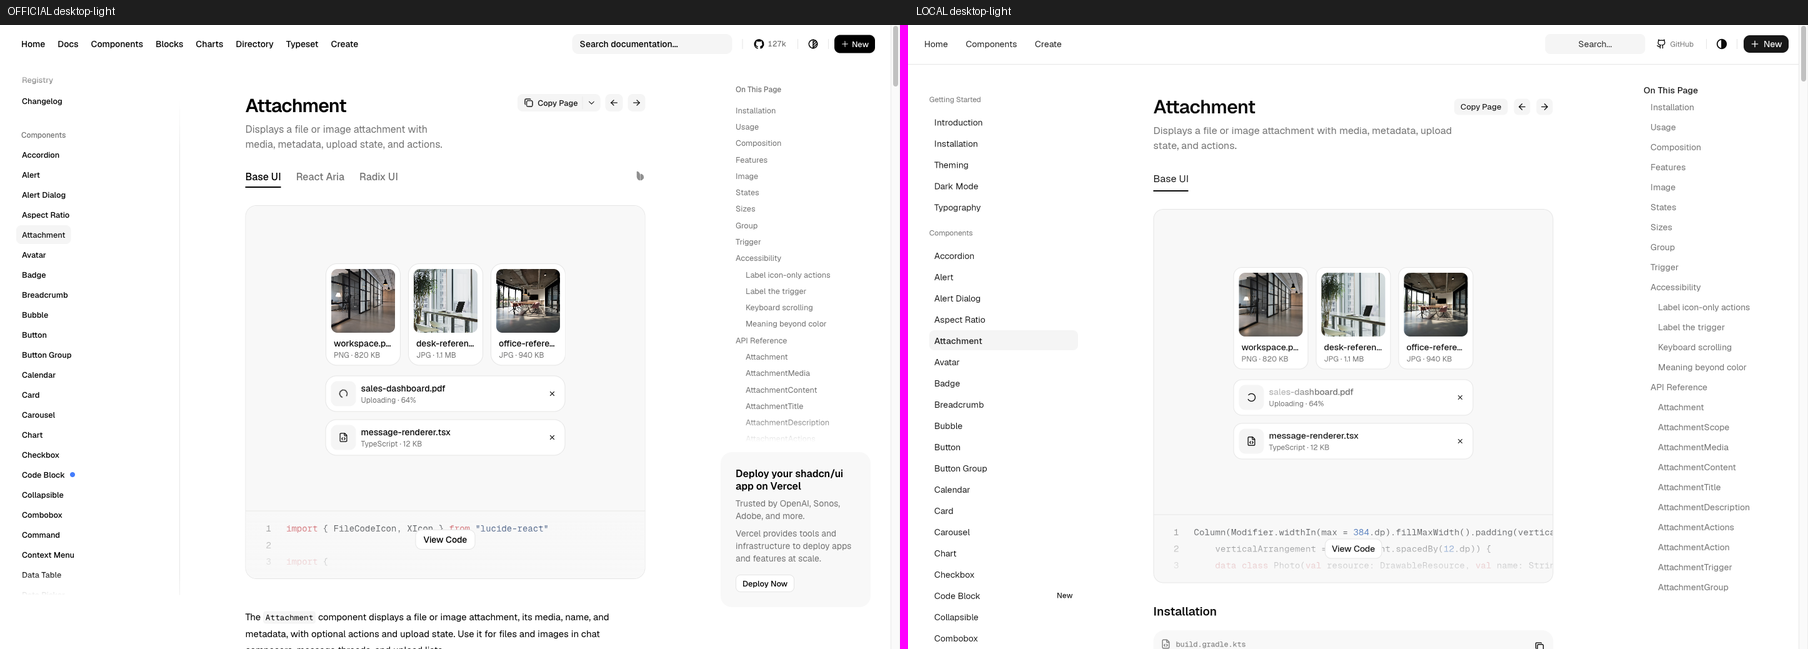 OFFICIAL desktop-light
Home Docs Components Blocks Charts Directory Typeset Create
Search documentation...
127k
+ New
Registry
Changelog
Components
Accordion
Alert
Alert Dialog
Aspect Ratio
Attachment
Avatar
Badge
Breadcrumb
Bubble
Button
Button Group
Calendar
Card
Carousel
Chart
Checkbox
Code Block
Collapsible
Combobox
Command
Context Menu
Data Table
Attachment
Copy Page
Displays a file or image attachment with
media, metadata, upload state, and actions.
Base UI React Aria Radix UI
workspace.p...
PNG · 820 KB
desk-referen...
JPG · 1.1 MB
office-refere...
JPG · 940 KB
sales-dashboard.pdf
Uploading · 64%
message-renderer.tsx
TypeScript · 12 KB
1 import { FileCodeIcon, XIcon } from "lucide-react"
2
View Code
3 import {
The Attachment component displays a file or image attachment, its media, name, and
metadata, with optional actions and upload state. Use it for files and images in chat
On This Page
Installation
Usage
Composition
Features
Image
States
Sizes
Group
Trigger
Accessibility
Label icon-only actions
Label the trigger
Keyboard scrolling
Meaning beyond color
API Reference
Attachment
AttachmentMedia
AttachmentContent
AttachmentTitle
AttachmentDescription
Deploy your shadcn/ui
app on Vercel
Trusted by OpenAI, Sonos,
Adobe, and more.
Vercel provides tools and
infrastructure to deploy apps
and features at scale.
Deploy Now
LOCAL desktop-light
Home Components Create
Search...
GitHub
+ New
Getting Started
Introduction
Installation
Theming
Dark Mode
Typography
Components
Accordion
Alert
Alert Dialog
Aspect Ratio
Attachment
Avatar
Badge
Breadcrumb
Bubble
Button
Button Group
Calendar
Card
Carousel
Chart
Checkbox
Code Block New
Collapsible
Combobox
Attachment
Copy Page
Displays a file or image attachment with media, metadata, upload
state, and actions.
Base UI
workspace.p...
PNG · 820 KB
desk-referen...
JPG · 1.1 MB
office-refere...
JPG · 940 KB
sales-dashboard.pdf
Uploading · 64%
message-renderer.tsx
TypeScript · 12 KB
1 Column(Modifier.widthIn(max = 384.dp).fillMaxWidth().padding(vertica
2 verticalArrangement = nt.spacedBy(12.dp)) {
View Code
3 data class Photo(val resource: DrawableResource, val name: Strin
Installation
build.gradle.kts
On This Page
Installation
Usage
Composition
Features
Image
States
Sizes
Group
Trigger
Accessibility
Label icon-only actions
Label the trigger
Keyboard scrolling
Meaning beyond color
API Reference
Attachment
AttachmentScope
AttachmentMedia
AttachmentContent
AttachmentTitle
AttachmentDescription
AttachmentActions
AttachmentAction
AttachmentTrigger
AttachmentGroup